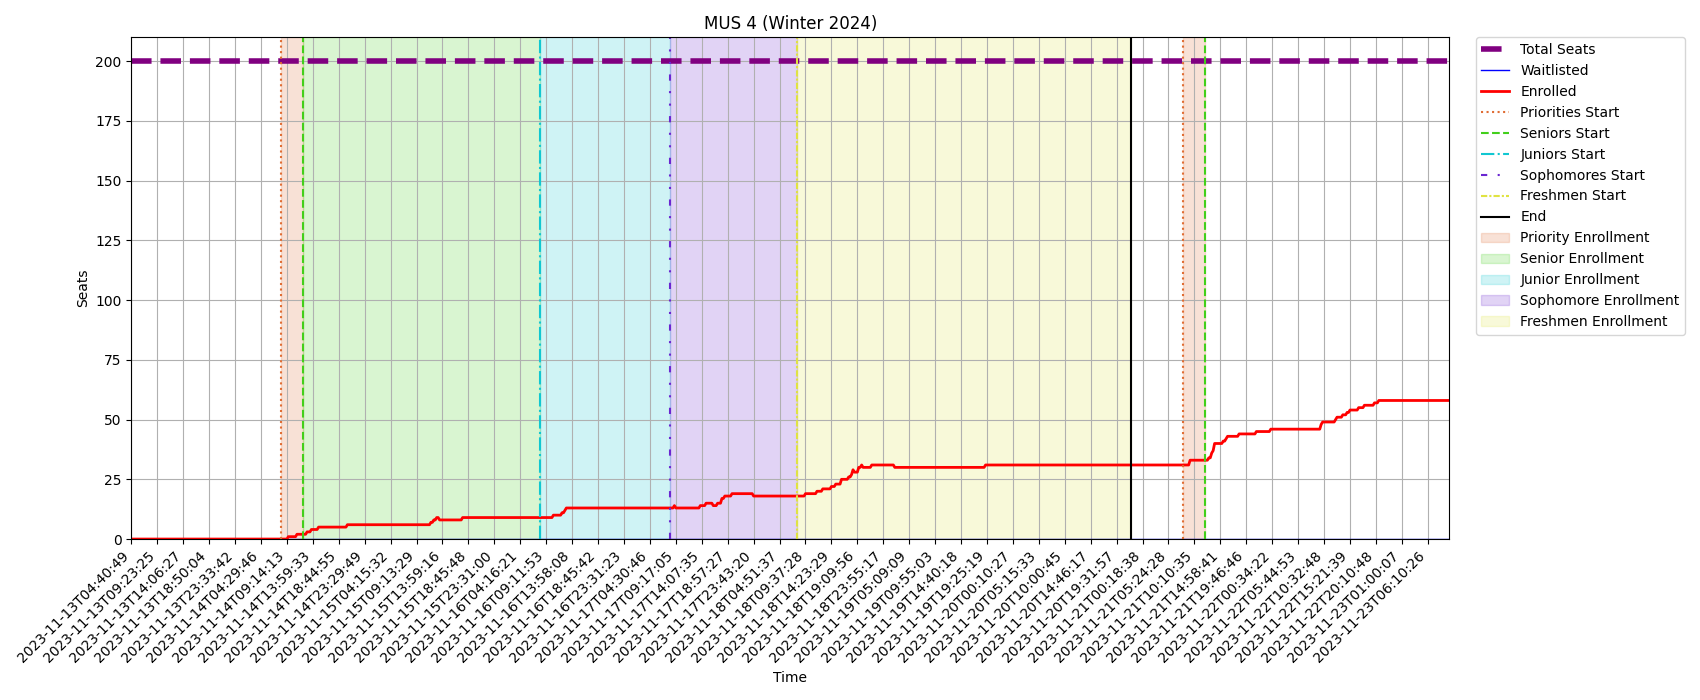 MUS 4 (Winter 2024)
Seats
200
175
150
125
100
75
50
25
0
2023-11-13T04:40:49
2023-11-13T09:23:25
2023-11-13T14:06:27
2023-11-13T18:50:04
2023-11-13T23:33:42
2023-11-14T04:29:46
2023-11-14T09:14:13
2023-11-14T13:59:33
2023-11-14T18:44:55
2023-11-14T23:29:49
2023-11-15T04:15:32
2023-11-15T09:13:29
2023-11-15T13:59:16
2023-11-15T18:45:48
2023-11-15T23:31:00
2023-11-16T04:16:21
2023-11-16T09:11:53
2023-11-16T13:58:08
2023-11-16T18:45:42
2023-11-16T23:31:23
2023-11-17T04:30:46
2023-11-17T09:17:05
2023-11-17T14:07:35
2023-11-17T18:57:27
2023-11-17T23:43:20
2023-11-18T04:51:37
2023-11-18T09:37:28
2023-11-18T14:23:29
2023-11-18T19:09:56
2023-11-18T23:55:17
2023-11-19T05:09:09
2023-11-19T09:55:03
2023-11-19T14:40:18
2023-11-19T19:25:19
2023-11-20T00:10:27
2023-11-20T05:15:33
2023-11-20T10:00:45
2023-11-20T14:46:17
2023-11-20T19:31:57
2023-11-21T00:18:38
2023-11-21T05:24:28
2023-11-21T10:10:35
2023-11-21T14:58:41
2023-11-21T19:46:46
2023-11-22T00:34:22
2023-11-22T05:44:53
2023-11-22T10:32:48
2023-11-22T15:21:39
2023-11-22T20:10:48
2023-11-23T01:00:07
2023-11-23T06:10:26
Time
Total Seats
Waitlisted
Enrolled
Priorities Start
Seniors Start
Juniors Start
Sophomores Start
Freshmen Start
End
Priority Enrollment
Senior Enrollment
Junior Enrollment
Sophomore Enrollment
Freshmen Enrollment